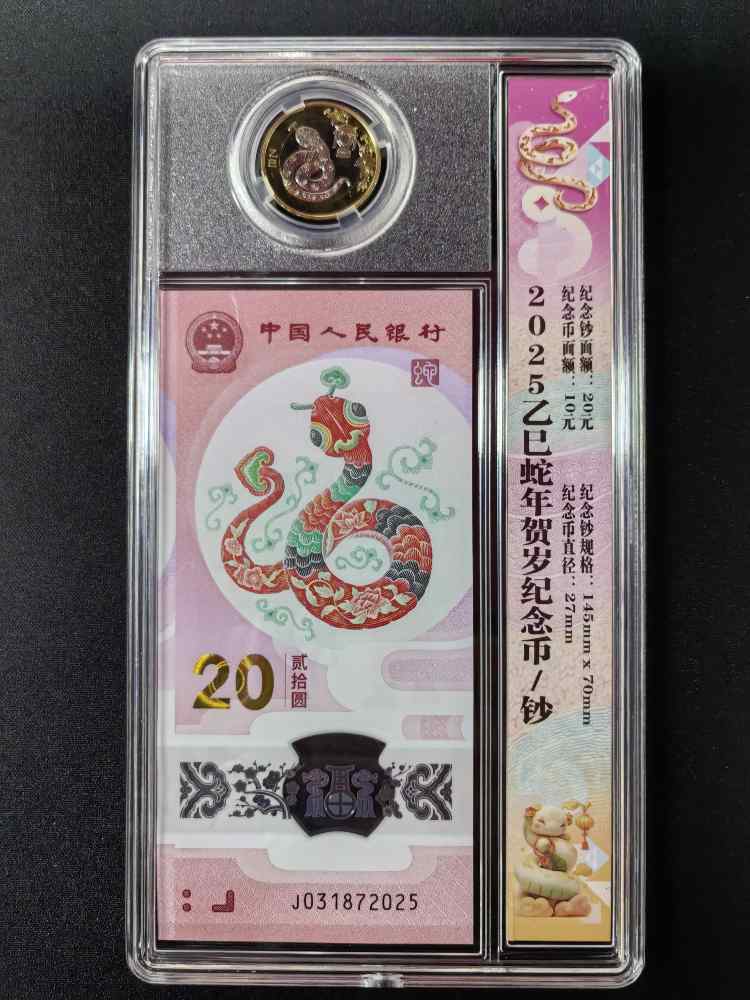 乙巳
中国人民银行
20
贰拾圆
J031872025
2025乙巳蛇年贺岁纪念币/钞
纪念钞面额：20元
纪念币面额：10元
纪念钞规格：145mm x 70mm
纪念币直径：27mm